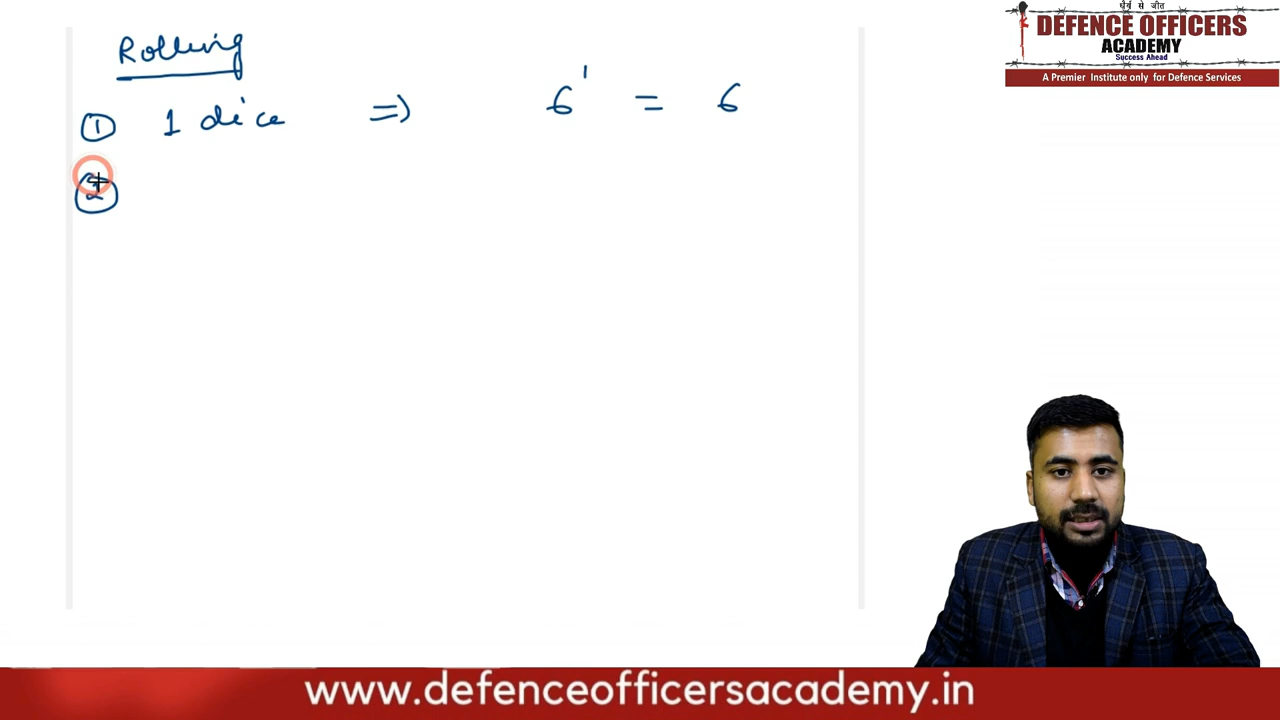 Rolling
① 1 dice ⇒ 6¹ = 6
②
धैर्य से जीत
DEFENCE OFFICERS
ACADEMY
Success Ahead
A Premier Institute only for Defence Services
www.defenceofficersacademy.in